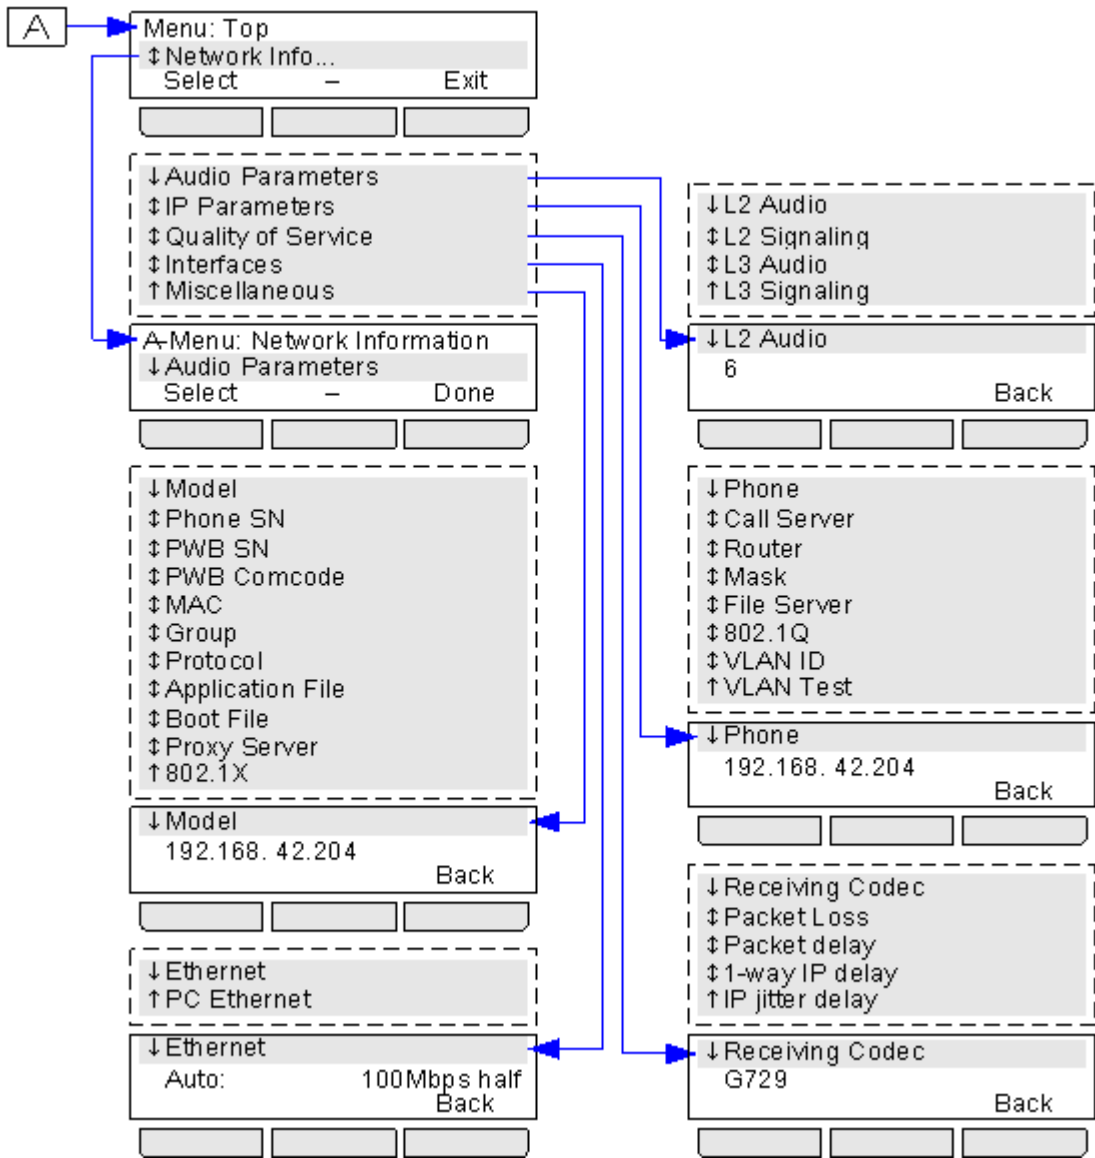 A
Menu: Top
↕Network Info...
Select – Exit
↓Audio Parameters
↕IP Parameters
↕Quality of Service
↕Interfaces
↑Miscellaneous
A-Menu: Network Information
↓Audio Parameters
Select – Done
↓Model
↕Phone SN
↕PWB SN
↕PWB Comcode
↕MAC
↕Group
↕Protocol
↕Application File
↕Boot File
↕Proxy Server
↑802.1X
↓Model
192.168. 42.204
Back
↓Ethernet
↑PC Ethernet
↓Ethernet
Auto: 100Mbps half
Back
↓L2 Audio
↕L2 Signaling
↕L3 Audio
↑L3 Signaling
↓L2 Audio
6
Back
↓Phone
↕Call Server
↕Router
↕Mask
↕File Server
↕802.1Q
↕VLAN ID
↑VLAN Test
↓Phone
192.168. 42.204
Back
↓Receiving Codec
↕Packet Loss
↕Packet delay
↕1-way IP delay
↑IP jitter delay
↓Receiving Codec
G729
Back